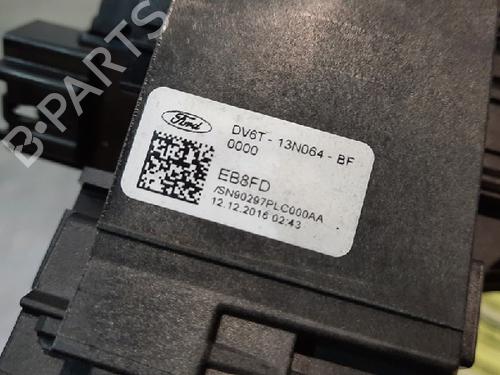 B-PARTS
Ford
DV6T - 13N064 - BF
0000
EB8FD
/SN90297PLC000AA
12.12.2016 02:43